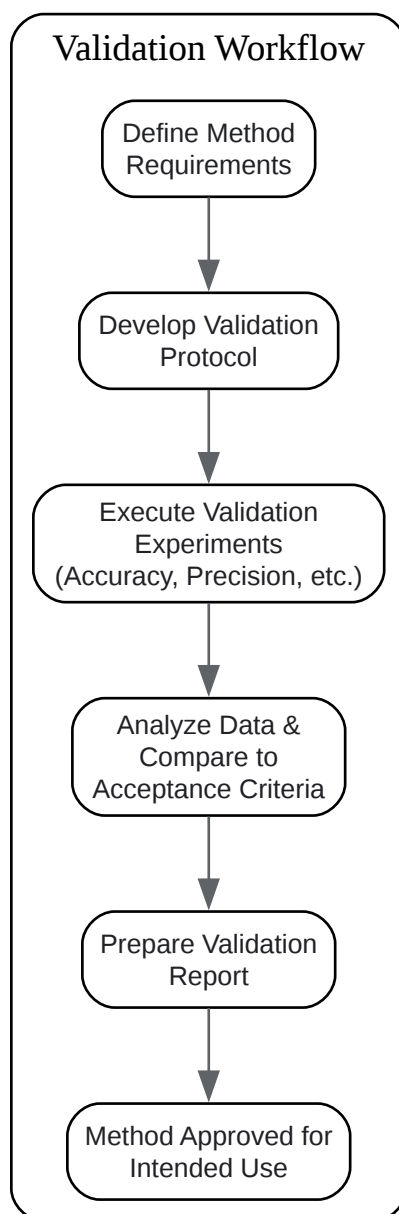 Validation Workflow
Define Method
Requirements
Develop Validation
Protocol
Execute Validation
Experiments
(Accuracy, Precision, etc.)
Analyze Data &
Compare to
Acceptance Criteria
Prepare Validation
Report
Method Approved for
Intended Use